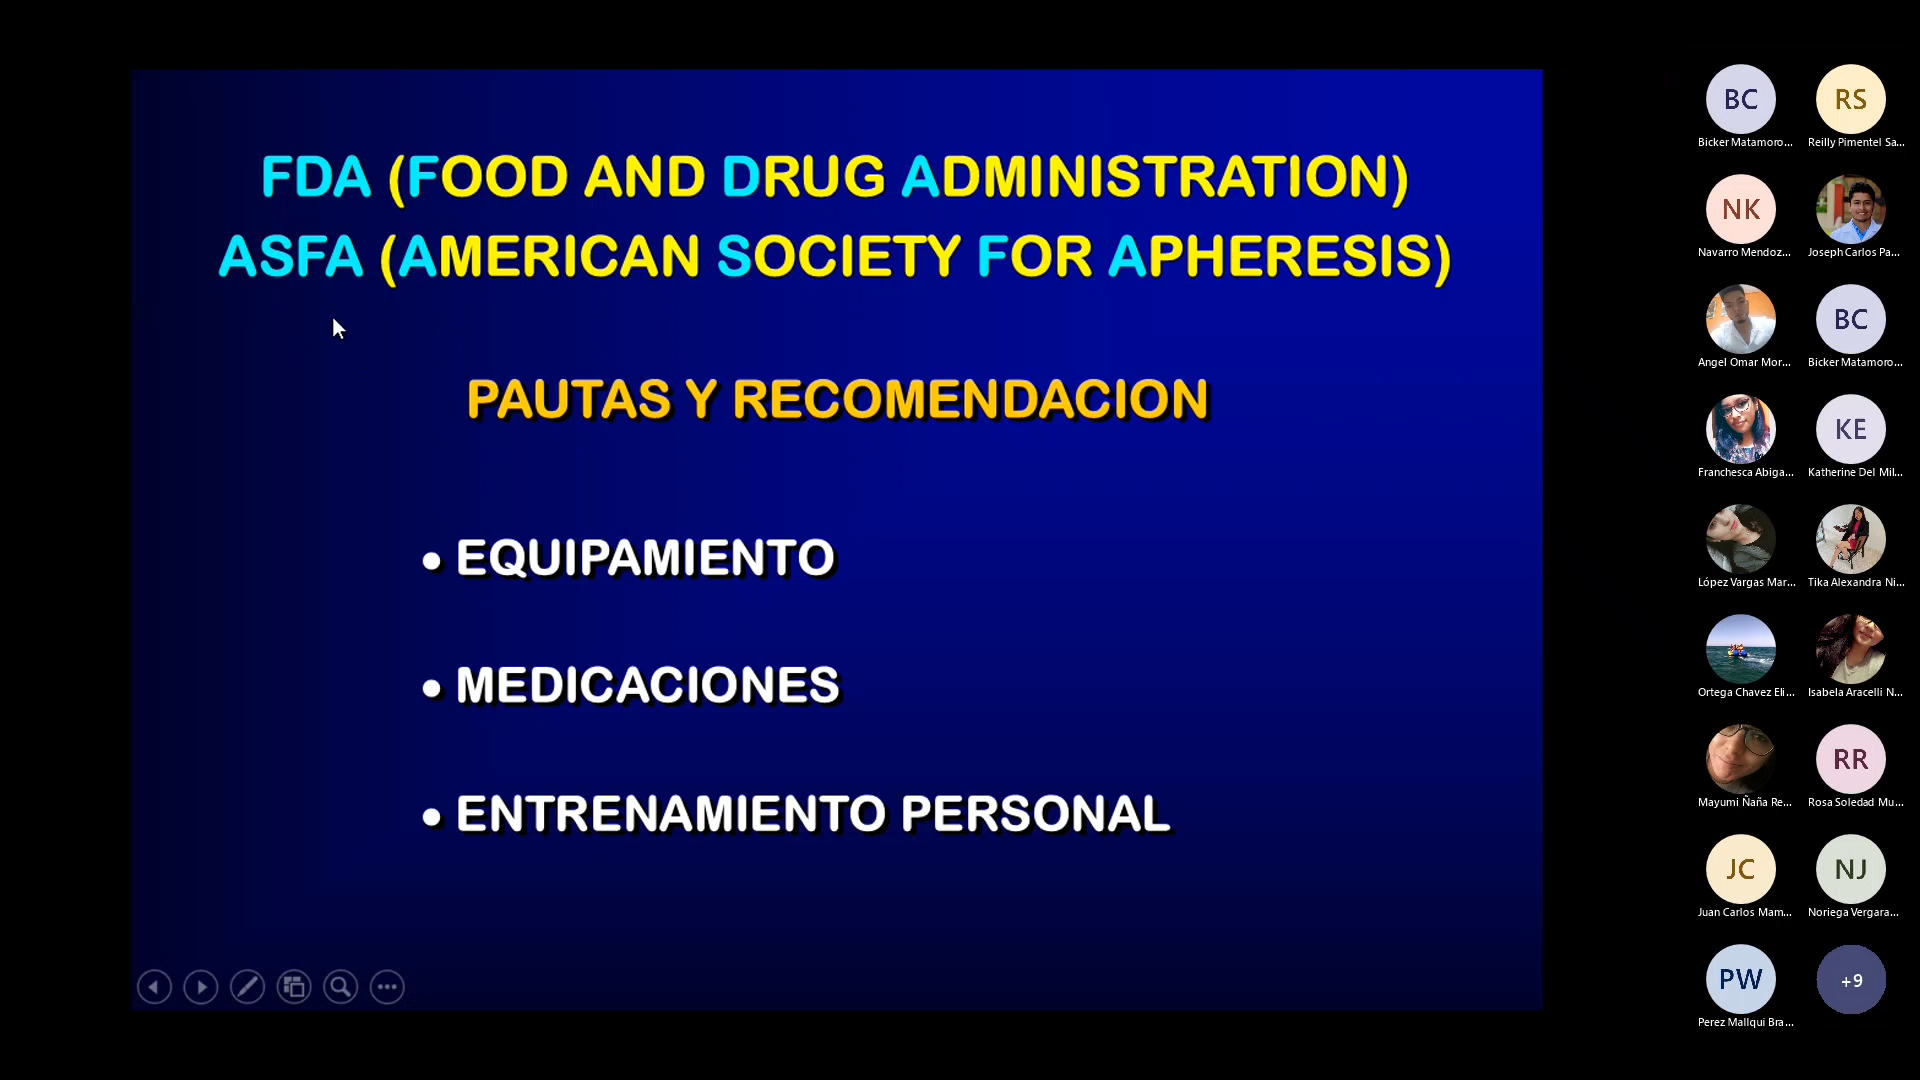 FDA (FOOD AND DRUG ADMINISTRATION)
ASFA (AMERICAN SOCIETY FOR APHERESIS)
PAUTAS Y RECOMENDACION
• EQUIPAMIENTO
• MEDICACIONES
• ENTRENAMIENTO PERSONAL
BC
RS
Bicker Matamoro...
Reilly Pimentel Sa...
NK
Navarro Mendoz...
Joseph Carlos Pa...
BC
Angel Omar Mor...
Bicker Matamoro...
KE
Franchesca Abiga...
Katherine Del Mil...
López Vargas Mar...
Tika Alexandra Ni...
Ortega Chavez Eli...
Isabela Aracelli N...
RR
Mayumi Ñaña Re...
Rosa Soledad Mu...
JC
NJ
Juan Carlos Mam...
Noriega Vergara...
PW
+9
Perez Mallqui Bra...